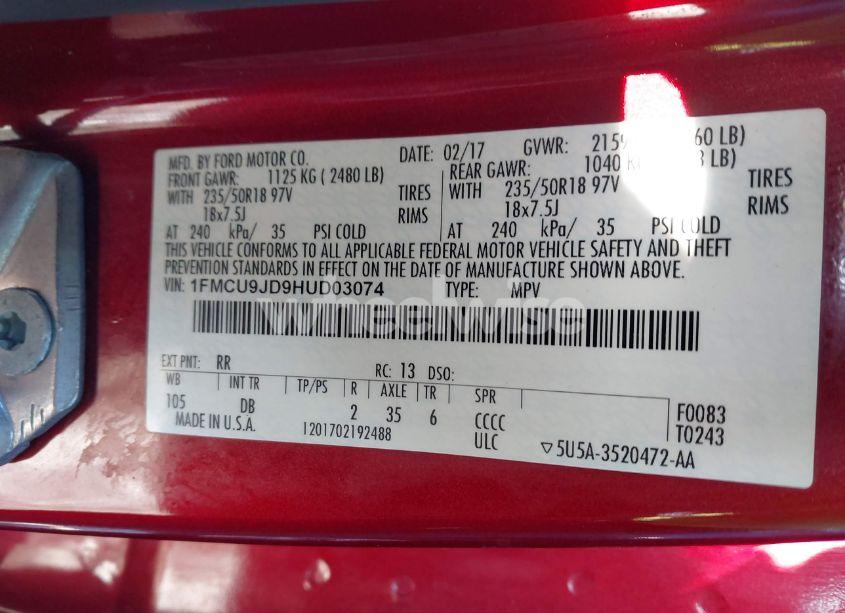 MFD. BY FORD MOTOR CO.
DATE: 02/17 GVWR: 60 LB)
FRONT GAWR: 1125 KG ( 2480 LB)
REAR GAWR: 1040 LB)
WITH 235/50R18 97V TIRES
WITH 235/50R18 97V TIRES
18x7.5J RIMS
18x7.5J RIMS
AT 240 kPa/ 35 PSI COLD
AT 240 kPa/ 35 PSI COLD
THIS VEHICLE CONFORMS TO ALL APPLICABLE FEDERAL MOTOR VEHICLE SAFETY AND THEFT
PREVENTION STANDARDS IN EFFECT ON THE DATE OF MANUFACTURE SHOWN ABOVE.
VIN: 1FMCU9JD9HUD03074 TYPE: MPV
wheelwise
EXT PNT: RR RC: 13 DSO:
WB INT TR TP/PS R AXLE TR SPR
105 DB 2 35 6 CCCC
F0083
MADE IN U.S.A. 1201702192488 ULC
T0243
▽5U5A-3520472-AA